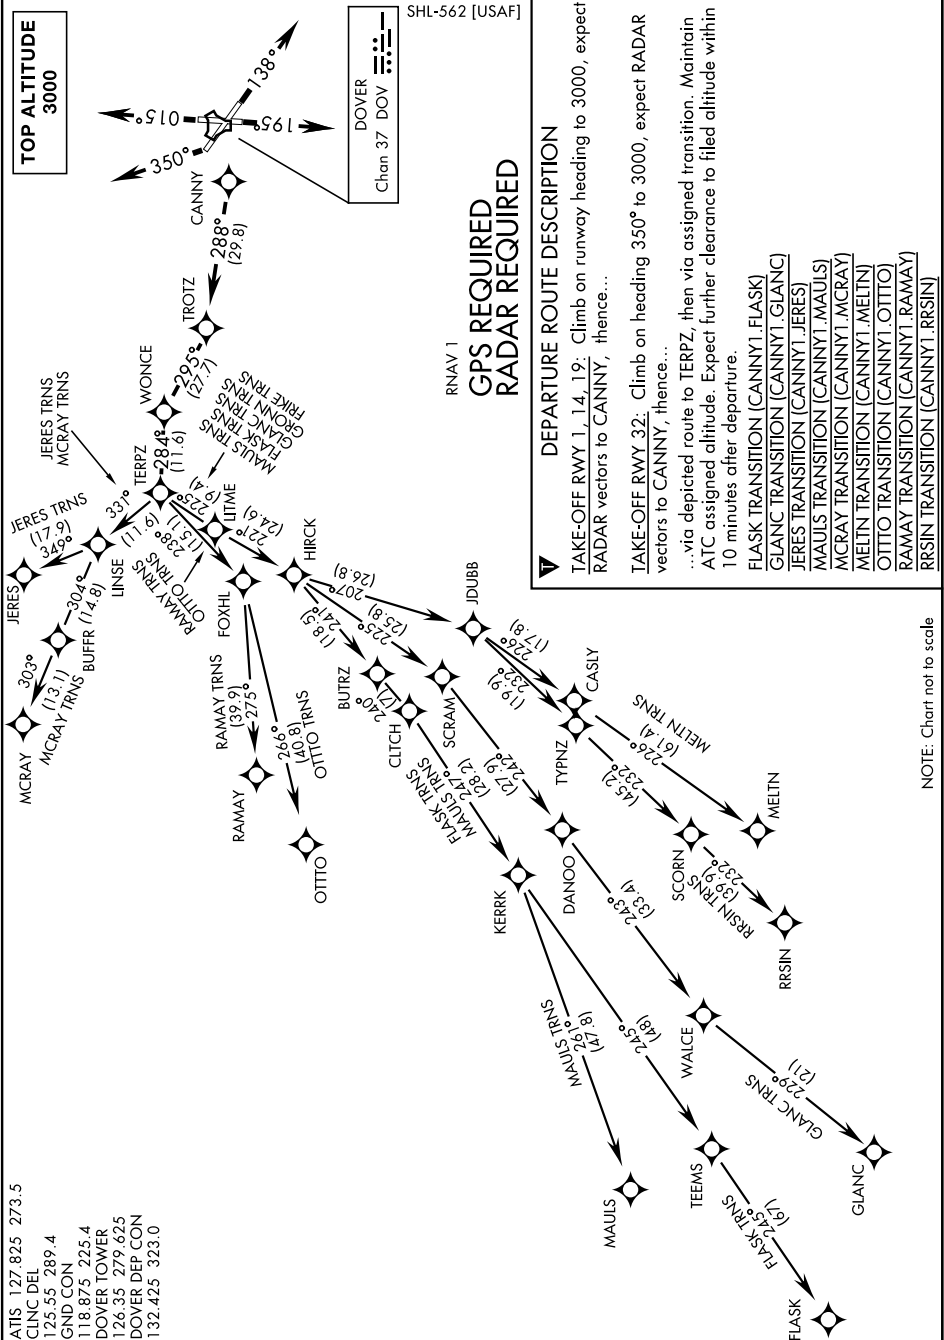 ATIS 127.825 273.5
CLNC DEL
125.55 289.4
GND CON
118.875 225.4
DOVER TOWER
126.35 279.625
DOVER DEP CON
132.425 323.0
TOP ALTITUDE
3000
SHL-562 [USAF]
DOVER
Chan 37 DOV
138°
015°
195°
350°
CANNY
288°
(29.8)
TROTZ
295°
(27.7)
WONCE
284°
(11.6)
TERPZ
JERES TRNS
MCRAY TRNS
331°
(11.9)
LINSE
JERES TRNS
(17.9)
349°
JERES
304°
(14.8)
BUFFR
303°
(13.1)
MCRAY TRNS
MCRAY
MAULS TRNS
FLASK TRNS
GLANC TRNS
GRONN TRNS
FRIKE TRNS
225°
(9.4)
LITME
221°
(24.6)
HIRCK
238°
(15.1)
OTTTO TRNS
RAMAY TRNS
FOXHL
RAMAY TRNS
(39.9)
275°
RAMAY
266°
(40.8)
OTTTO TRNS
OTTTO
207°
(26.8)
JDUBB
225°
(25.8)
SCRAM
241°
(18.5)
BUTRZ
240°
(7)
CLTCH
FLASK TRNS
MAULS TRNS
247°
(28.2)
KERRK
242°
(27.9)
DANOO
226°
(17.8)
CASLY
232°
(19.9)
TYPNZ
MELTN TRNS
226°
(61.4)
MELTN
232°
(45.2)
SCORN
232°
(39.9)
RRSIN TRNS
RRSIN
243°
(33.4)
WALCE
229°
(21)
GLANC TRNS
GLANC
MAULS TRNS
261°
(47.8)
MAULS
245°
(48)
TEEMS
FLASK TRNS
245°
(67)
FLASK
RNAV 1
GPS REQUIRED
RADAR REQUIRED
NOTE: Chart not to scale
T
DEPARTURE ROUTE DESCRIPTION
TAKE-OFF RWY 1, 14, 19: Climb on runway heading to 3000, expect
RADAR vectors to CANNY, thence...
TAKE-OFF RWY 32: Climb on heading 350° to 3000, expect RADAR
vectors to CANNY, thence...
...via depicted route to TERPZ, then via assigned transition. Maintain
ATC assigned altitude. Expect further clearance to filed altitude within
10 minutes after departure.
FLASK TRANSITION (CANNY1.FLASK)
GLANC TRANSITION (CANNY1.GLANC)
JERES TRANSITION (CANNY1.JERES)
MAULS TRANSITION (CANNY1.MAULS)
MCRAY TRANSITION (CANNY1.MCRAY)
MELTN TRANSITION (CANNY1.MELTN)
OTTTO TRANSITION (CANNY1.OTTTO)
RAMAY TRANSITION (CANNY1.RAMAY)
RRSIN TRANSITION (CANNY1.RRSIN)